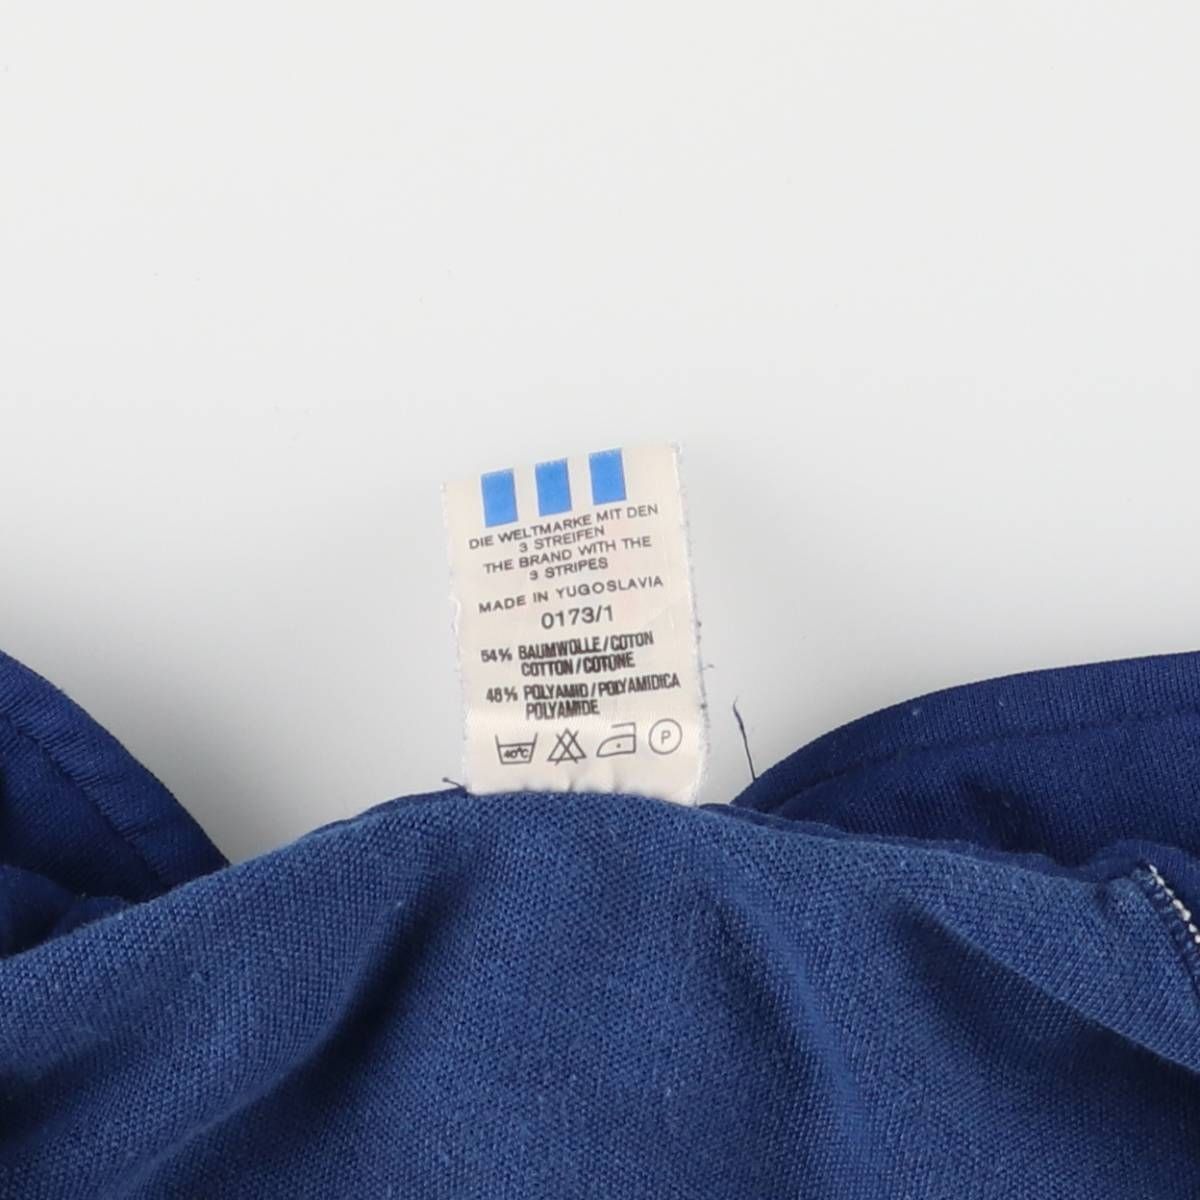 DIE WELTMARKE MIT DEN
3 STREIFEN
THE BRAND WITH THE
3 STRIPES
MADE IN YUGOSLAVIA
0173/1
54% BAUMWOLLE/COTON
COTTON/COTONE
46% POLYAMID/POLYAMIDICA
POLYAMIDE
40°C P